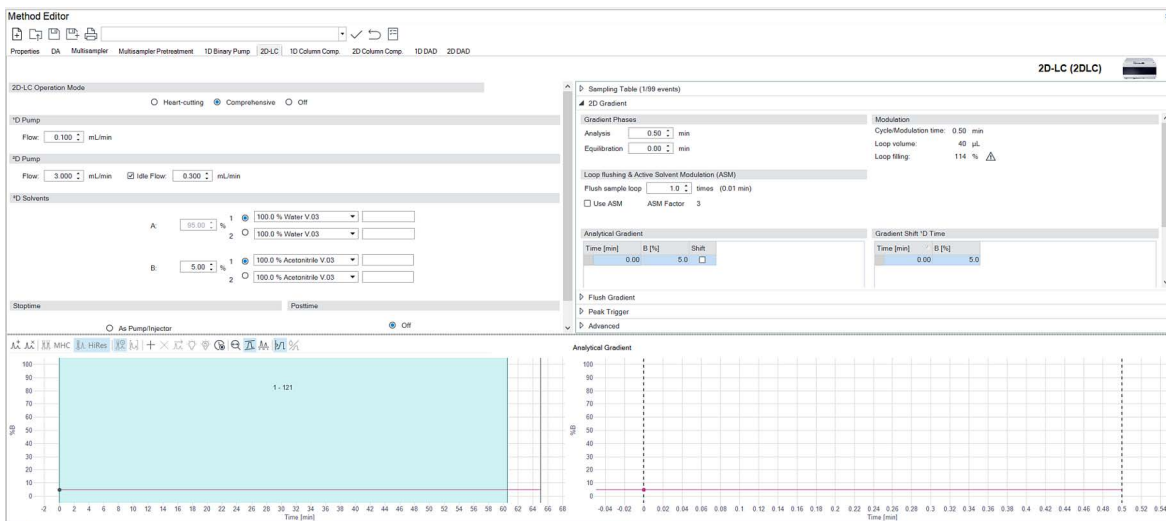 Method Editor
Properties DA Multisampler Multisampler Pretreatment 1D Binary Pump 2D-LC 1D Column Comp. 2D Column Comp. 1D DAD 2D DAD
2D-LC (2DLC)
2D-LC Operation Mode
Heart-cutting Comprehensive Off
¹D Pump
Flow: 0.100 mL/min
²D Pump
Flow: 3.000 mL/min Idle Flow: 0.300 mL/min
²D Solvents
A: 95.00 % 1 100.0 % Water V.03
2 100.0 % Water V.03
B: 5.00 % 1 100.0 % Acetonitrile V.03
2 100.0 % Acetonitrile V.03
Stoptime Posttime
As Pump/Injector Off
Sampling Table (1/99 events)
2D Gradient
Gradient Phases
Analysis 0.50 min
Equilibration 0.00 min
Modulation
Cycle/Modulation time: 0.50 min
Loop volume: 40 µL
Loop filling: 114 %
Loop flushing & Active Solvent Modulation (ASM)
Flush sample loop 1.0 times (0.01 min)
Use ASM ASM Factor 3
Analytical Gradient
Time [min] B [%] Shift
0.00 5.0
Gradient Shift ¹D Time
Time [min] B [%]
0.00 5.0
Flush Gradient
Peak Trigger
Advanced
MHC HiRes
100
90
80
70
60
50
40
30
20
10
0
%B
1 - 121
-2 0 2 4 6 8 10 12 14 16 18 20 22 24 26 28 30 32 34 36 38 40 42 44 46 48 50 52 54 56 58 60 62 64 66 68
Time [min]
Analytical Gradient
100
90
80
70
60
50
40
30
20
10
0
%B
-0.04 -0.02 0 0.02 0.04 0.06 0.08 0.1 0.12 0.14 0.16 0.18 0.2 0.22 0.24 0.26 0.28 0.3 0.32 0.34 0.36 0.38 0.4 0.42 0.44 0.46 0.48 0.5 0.52 0.54 0.56
Time [min]